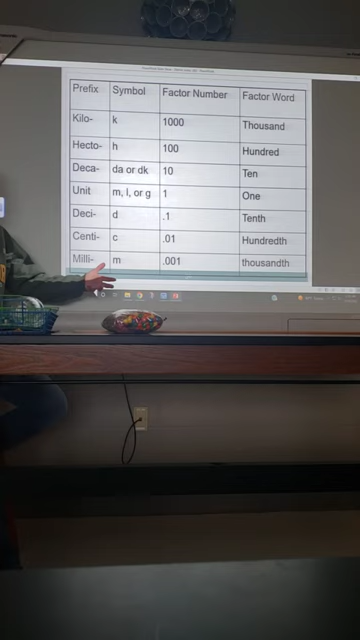 Prefix Symbol Factor Number Factor Word
Kilo- k 1000 Thousand
Hecto- h 100 Hundred
Deca- da or dk 10 Ten
Unit m, l, or g 1 One
Deci- d .1 Tenth
Centi- c .01 Hundredth
Milli- m .001 thousandth